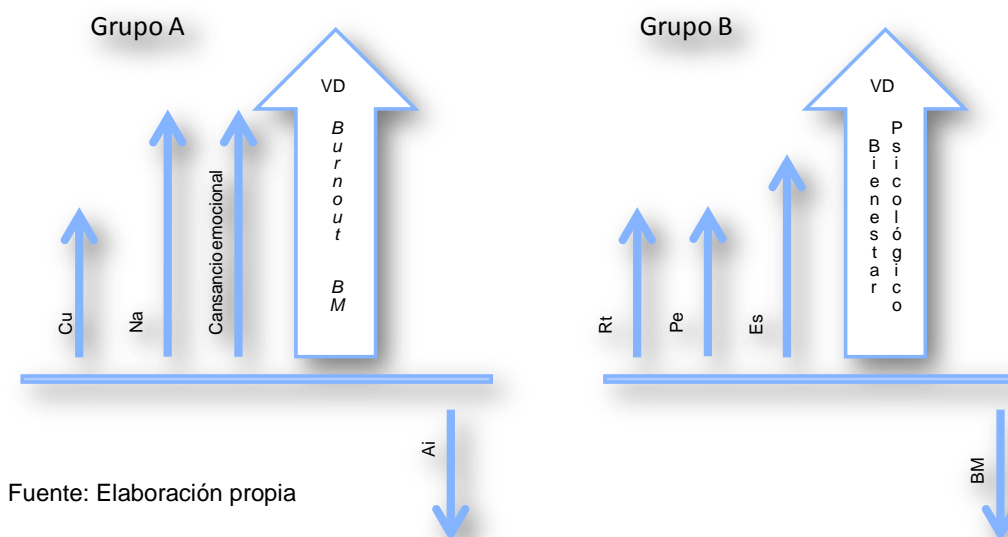 Grupo A
VD
Burnout BM
Cu
Na
Cansancio emocional
Ai
Grupo B
VD
Bienestar
Psicológico
Rt
Pe
Es
BM
Fuente: Elaboración propia